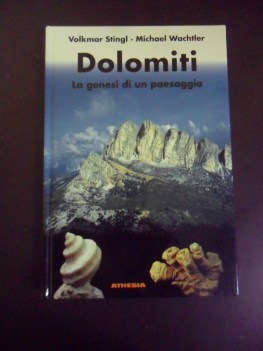 Volkmar Stingl - Michael Wachtler
Dolomiti
La genesi di un paesaggio
ATHESIA